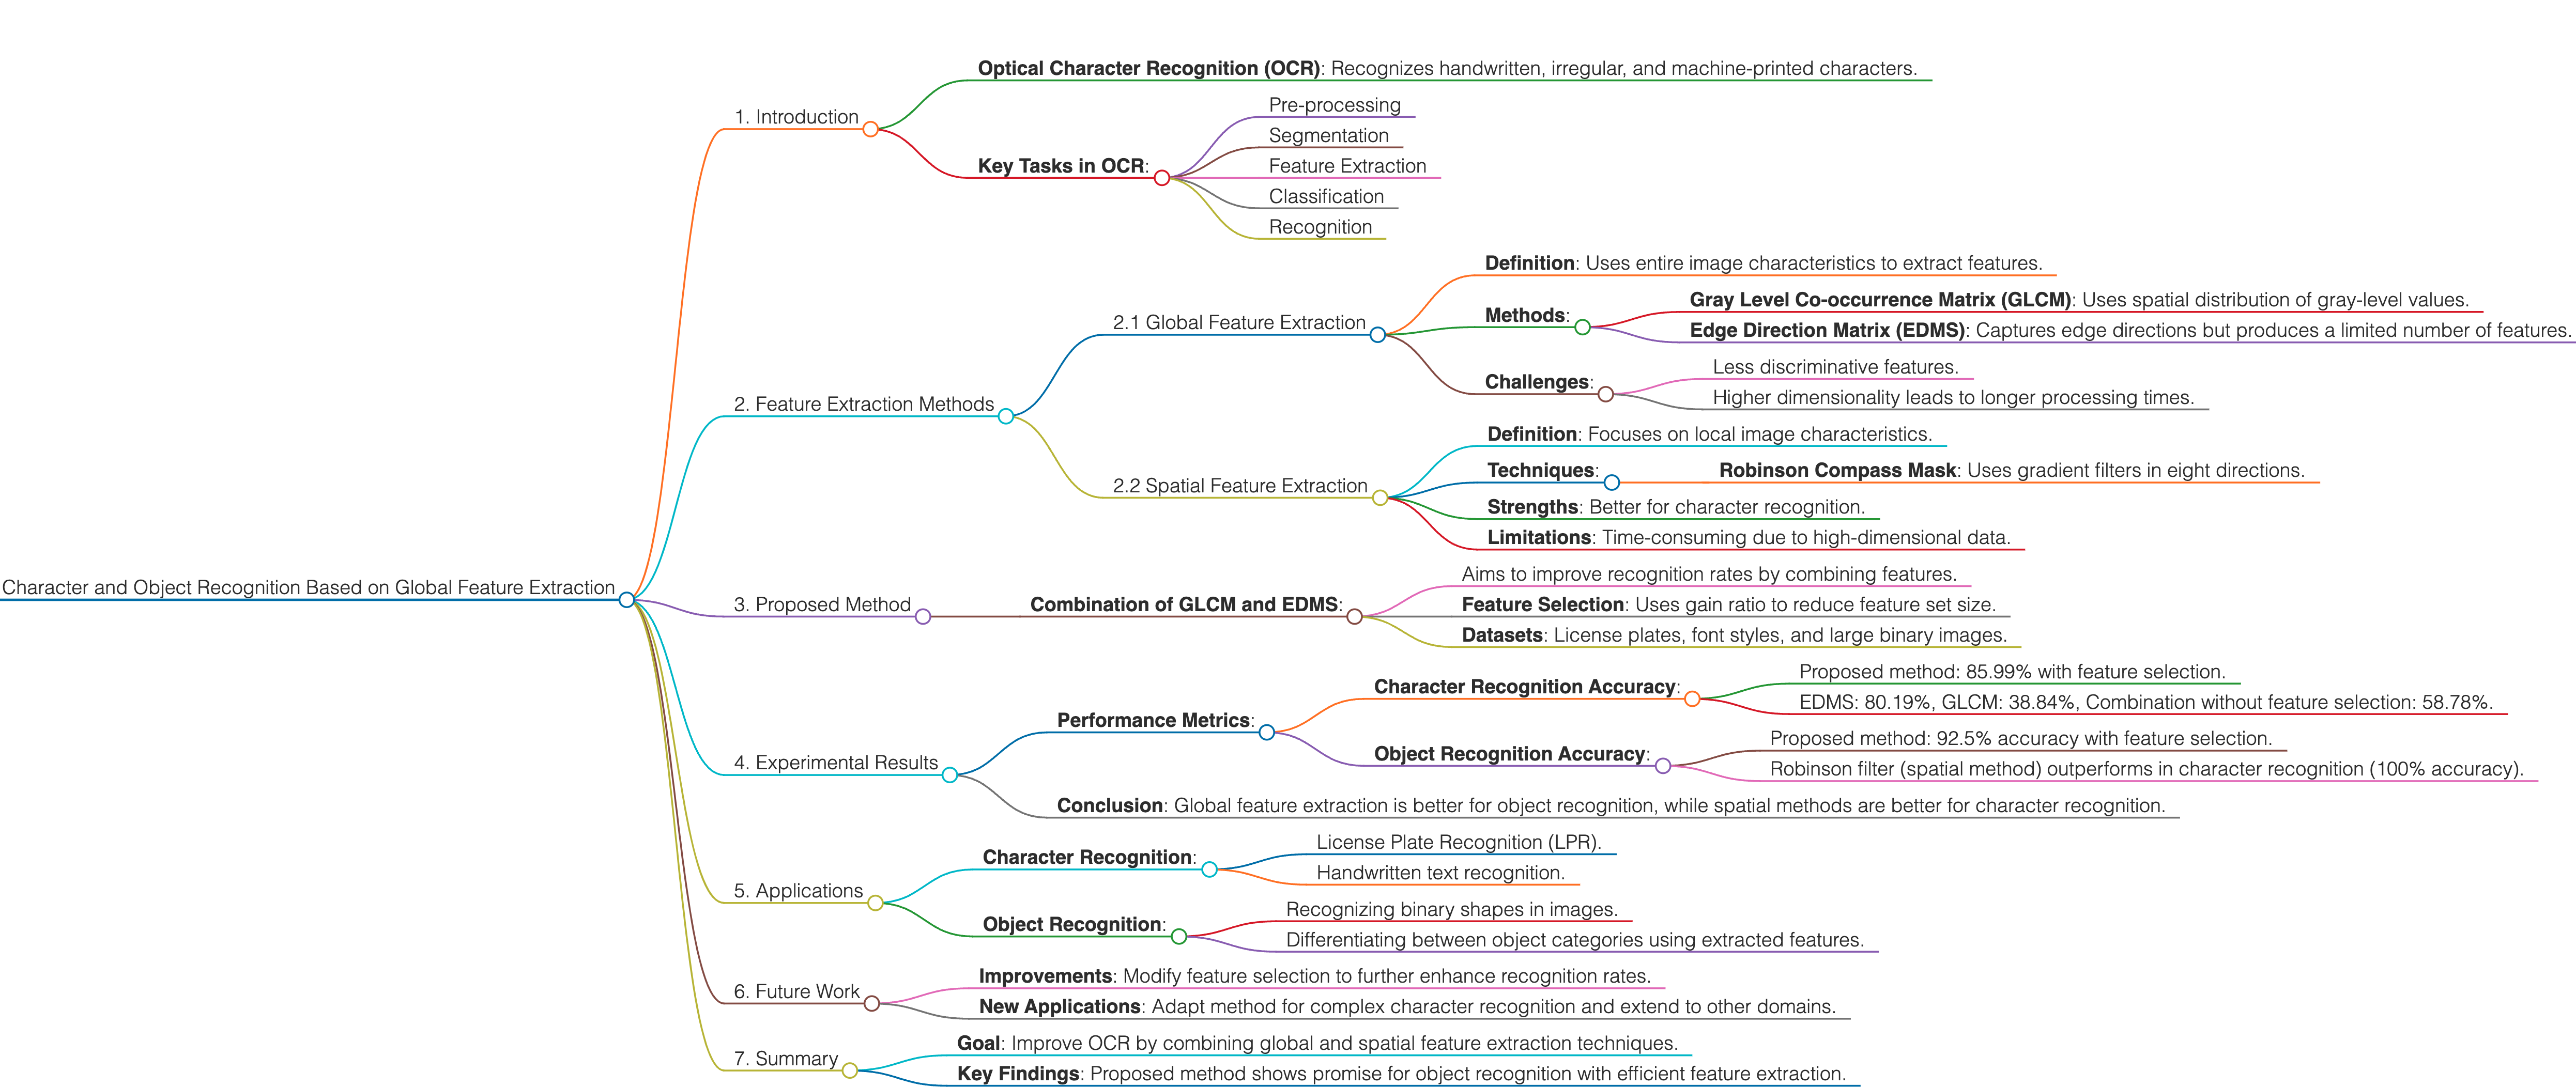 Character and Object Recognition Based on Global Feature Extraction
1. Introduction
Optical Character Recognition (OCR): Recognizes handwritten, irregular, and machine-printed characters.
Key Tasks in OCR:
Pre-processing
Segmentation
Feature Extraction
Classification
Recognition
2. Feature Extraction Methods
2.1 Global Feature Extraction
Definition: Uses entire image characteristics to extract features.
Methods:
Gray Level Co-occurrence Matrix (GLCM): Uses spatial distribution of gray-level values.
Edge Direction Matrix (EDMS): Captures edge directions but produces a limited number of features.
Challenges:
Less discriminative features.
Higher dimensionality leads to longer processing times.
2.2 Spatial Feature Extraction
Definition: Focuses on local image characteristics.
Techniques:
Robinson Compass Mask: Uses gradient filters in eight directions.
Strengths: Better for character recognition.
Limitations: Time-consuming due to high-dimensional data.
3. Proposed Method
Combination of GLCM and EDMS:
Aims to improve recognition rates by combining features.
Feature Selection: Uses gain ratio to reduce feature set size.
Datasets: License plates, font styles, and large binary images.
4. Experimental Results
Performance Metrics:
Character Recognition Accuracy:
Proposed method: 85.99% with feature selection.
EDMS: 80.19%, GLCM: 38.84%, Combination without feature selection: 58.78%.
Object Recognition Accuracy:
Proposed method: 92.5% accuracy with feature selection.
Robinson filter (spatial method) outperforms in character recognition (100% accuracy).
Conclusion: Global feature extraction is better for object recognition, while spatial methods are better for character recognition.
5. Applications
Character Recognition:
License Plate Recognition (LPR).
Handwritten text recognition.
Object Recognition:
Recognizing binary shapes in images.
Differentiating between object categories using extracted features.
6. Future Work
Improvements: Modify feature selection to further enhance recognition rates.
New Applications: Adapt method for complex character recognition and extend to other domains.
7. Summary
Goal: Improve OCR by combining global and spatial feature extraction techniques.
Key Findings: Proposed method shows promise for object recognition with efficient feature extraction.